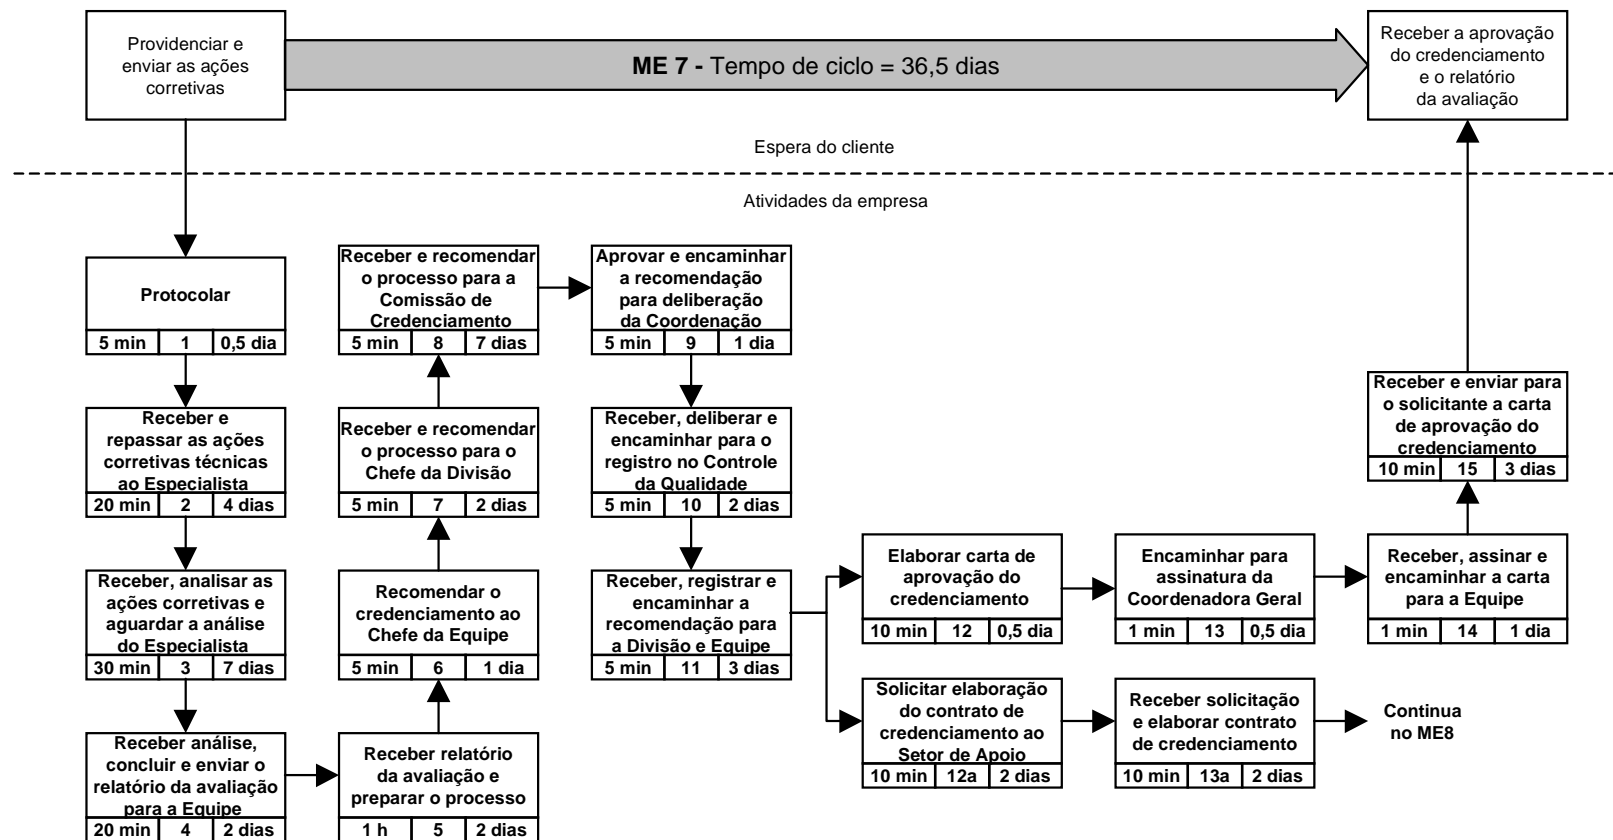 Providenciar e
enviar as ações
corretivas
ME 7 - Tempo de ciclo = 36,5 dias
Receber a aprovação
do credenciamento
e o relatório
da avaliação
Espera do cliente
Atividades da empresa
Protocolar
5 min 1 0,5 dia
Receber e
repassar as ações
corretivas técnicas
ao Especialista
20 min 2 4 dias
Receber, analisar as
ações corretivas e
aguardar a análise
do Especialista
30 min 3 7 dias
Receber análise,
concluir e enviar o
relatório da avaliação
para a Equipe
20 min 4 2 dias
Receber relatório
da avaliação e
preparar o processo
1 h 5 2 dias
Recomendar o
credenciamento ao
Chefe da Equipe
5 min 6 1 dia
Receber e recomendar
o processo para o
Chefe da Divisão
5 min 7 2 dias
Receber e recomendar
o processo para a
Comissão de
Credenciamento
5 min 8 7 dias
Aprovar e encaminhar
a recomendação
para deliberação
da Coordenação
5 min 9 1 dia
Receber, deliberar e
encaminhar para o
registro no Controle
da Qualidade
5 min 10 2 dias
Receber, registrar e
encaminhar a
recomendação para
a Divisão e Equipe
5 min 11 3 dias
Elaborar carta de
aprovação do
credenciamento
10 min 12 0,5 dia
Encaminhar para
assinatura da
Coordenadora Geral
1 min 13 0,5 dia
Receber, assinar e
encaminhar a carta
para a Equipe
1 min 14 1 dia
Receber e enviar para
o solicitante a carta
de aprovação do
credenciamento
10 min 15 3 dias
Solicitar elaboração
do contrato de
credenciamento ao
Setor de Apoio
10 min 12a 2 dias
Receber solicitação
e elaborar contrato
de credenciamento
10 min 13a 2 dias
Continua
no ME8